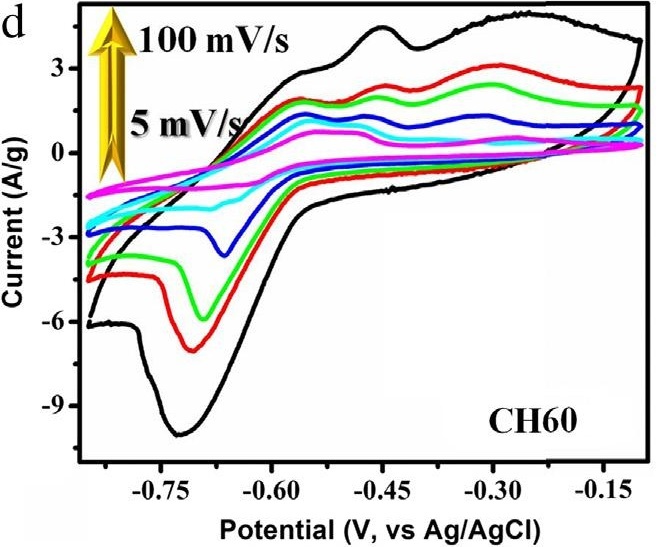 d
100 mV/s
5 mV/s
Current (A/g)
3
0
-3
-6
-9
CH60
-0.75 -0.60 -0.45 -0.30 -0.15
Potential (V, vs Ag/AgCl)